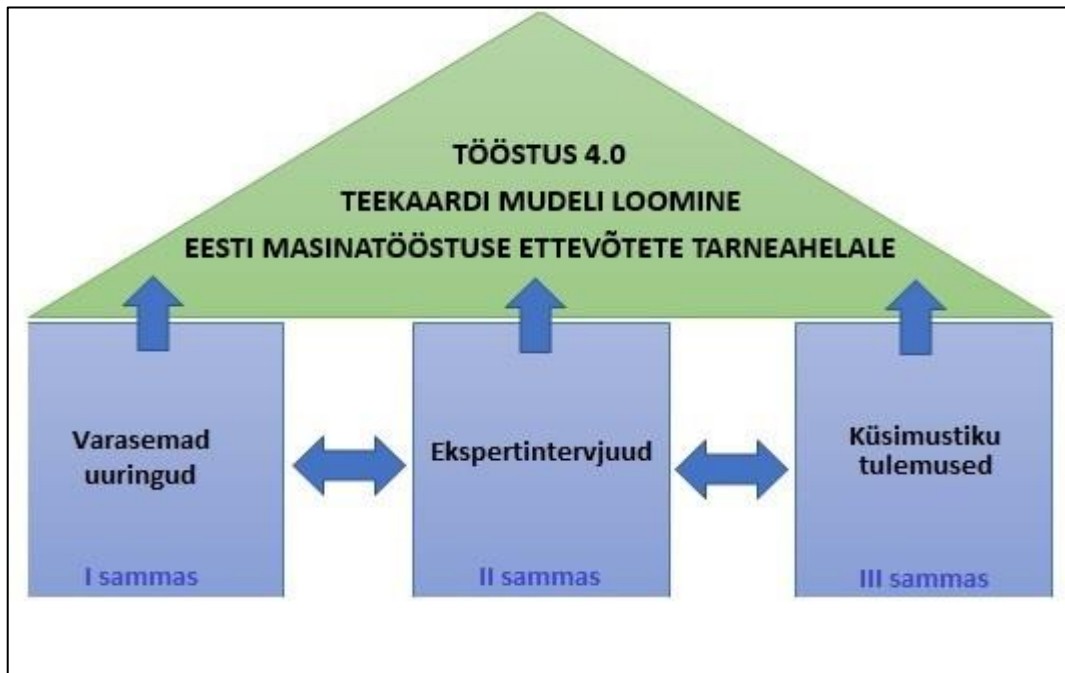 TÖÖSTUS 4.0
TEEKAARDI MUDELI LOOMINE
EESTI MASINATÖÖSTUSE ETTEVÕTETE TARNEAHELALE
Varasemad
uuringud
I sammas
Ekspertintervjuud
II sammas
Küsimustiku
tulemused
III sammas